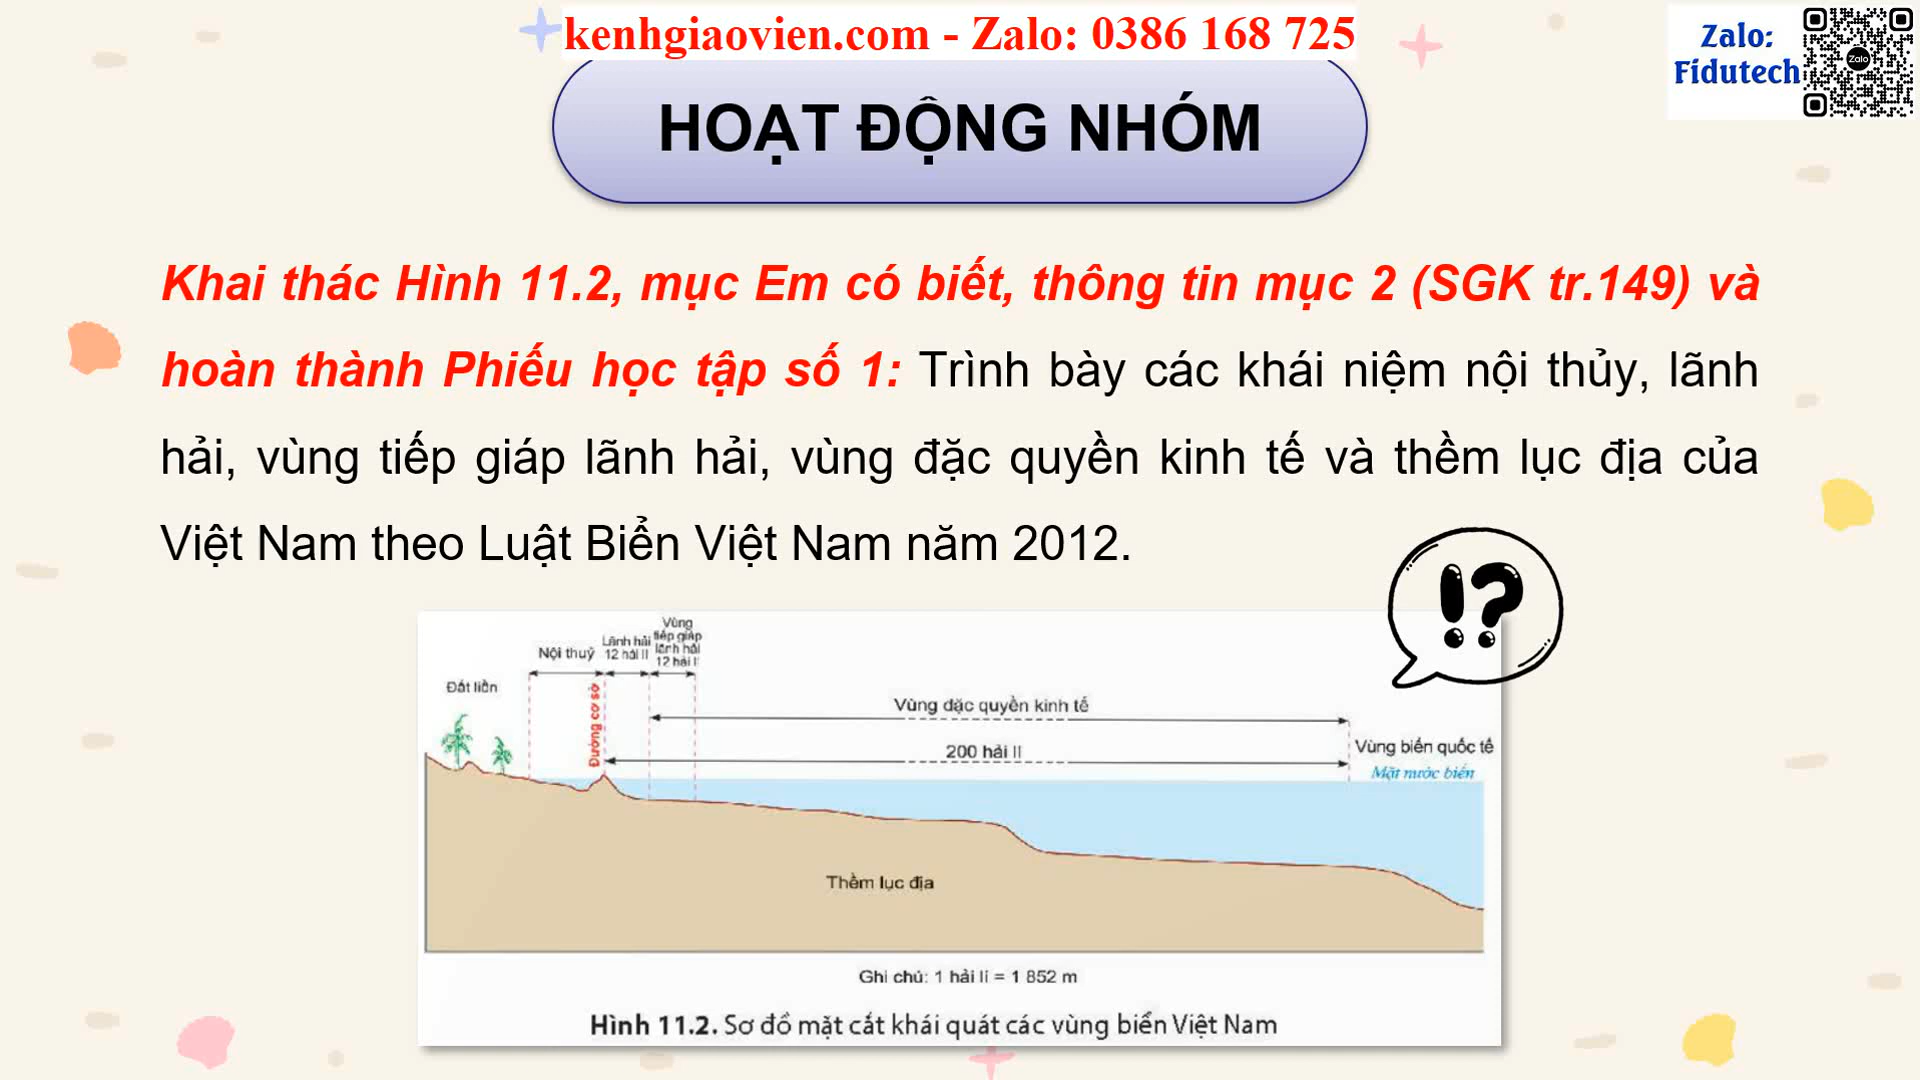 kenhgiaovien.com - Zalo: 0386 168 725
Zalo:
Fidutech
Zalo
HOẠT ĐỘNG NHÓM
Khai thác Hình 11.2, mục Em có biết, thông tin mục 2 (SGK tr.149) và
hoàn thành Phiếu học tập số 1: Trình bày các khái niệm nội thủy, lãnh
hải, vùng tiếp giáp lãnh hải, vùng đặc quyền kinh tế và thềm lục địa của
Việt Nam theo Luật Biển Việt Nam năm 2012.
!?
Vùng
tiếp giáp
lãnh hải
12 hải lí
Lãnh hải
12 hải lí
Nội thuỷ
Đất liền
Đường cơ sở
Vùng đặc quyền kinh tế
200 hải lí
Vùng biển quốc tế
Mặt nước biển
Thềm lục địa
Ghi chú: 1 hải lí = 1 852 m
Hình 11.2. Sơ đồ mặt cắt khái quát các vùng biển Việt Nam